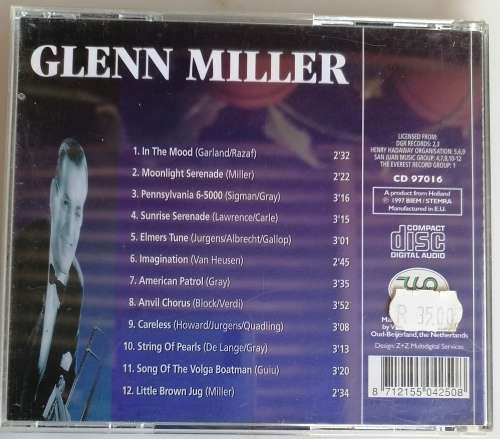 GLENN MILLER
1. In The Mood (Garland/Razaf) 2'32
2. Moonlight Serenade (Miller) 2'22
3. Pennsylvania 6-5000 (Sigman/Gray) 3'16
4. Sunrise Serenade (Lawrence/Carle) 3'15
5. Elmers Tune (Jurgens/Albrecht/Gallop) 3'01
6. Imagination (Van Heusen) 2'45
7. American Patrol (Gray) 3'35
8. Anvil Chorus (Block/Verdi) 3'52
9. Careless (Howard/Jurgens/Quadling) 3'08
10. String Of Pearls (De Lange/Gray) 3'13
11. Song Of The Volga Boatman (Guiu) 3'20
12. Little Brown Jug (Miller) 2'34
LICENSED FROM:
DGR RECORDS: 2,3
HENRY HADAWAY ORGANISATION: 5,6,9
SAN JUAN MUSIC GROUP: 4,7,8,10-12
THE EVEREST RECORD GROUP: 1
CD 97016
A product from Holland
℗ 1997 BIEM / STEMRA
Manufactured in E.U.
COMPACT
disc
DIGITAL AUDIO
R 35.00
by
Oud-Beijerland, the Netherlands
Design: Z+Z Multidigital Services
8 712155 042508